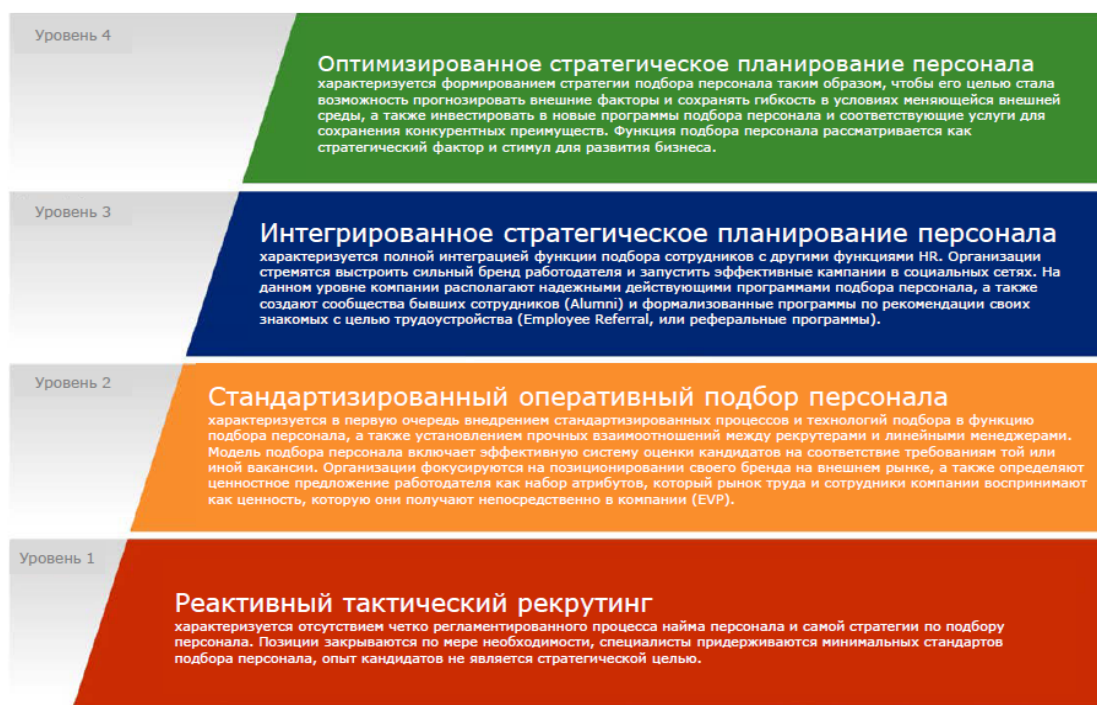 Уровень 4
Оптимизированное стратегическое планирование персонала
характеризуется формированием стратегии подбора персонала таким образом, чтобы его целью стала
возможность прогнозировать внешние факторы и сохранять гибкость в условиях меняющейся внешней
среды, а также инвестировать в новые программы подбора персонала и соответствующие услуги для
сохранения конкурентных преимуществ. Функция подбора персонала рассматривается как
стратегический фактор и стимул для развития бизнеса.
Уровень 3
Интегрированное стратегическое планирование персонала
характеризуется полной интеграцией функции подбора сотрудников с другими функциями HR. Организации
стремятся выстроить сильный бренд работодателя и запустить эффективные кампании в социальных сетях. На
данном уровне компании располагают надежными действующими программами подбора персонала, а также
создают сообщества бывших сотрудников (Alumni) и формализованные программы по рекомендации своих
знакомых с целью трудоустройства (Employee Referral, или реферальные программы).
Уровень 2
Стандартизированный оперативный подбор персонала
характеризуется в первую очередь внедрением стандартизированных процессов и технологий подбора в функцию
подбора персонала, а также установлением прочных взаимоотношений между рекрутерами и линейными менеджерами.
Модель подбора персонала включает эффективную систему оценки кандидатов на соответствие требованиям той или
иной вакансии. Организации фокусируются на позиционировании своего бренда на внешнем рынке, а также определяют
ценностное предложение работодателя как набор атрибутов, который рынок труда и сотрудники компании воспринимают
как ценность, которую они получают непосредственно в компании (EVP).
Уровень 1
Реактивный тактический рекрутинг
характеризуется отсутствием четко регламентированного процесса найма персонала и самой стратегии по подбору
персонала. Позиции закрываются по мере необходимости, специалисты придерживаются минимальных стандартов
подбора персонала, опыт кандидатов не является стратегической целью.